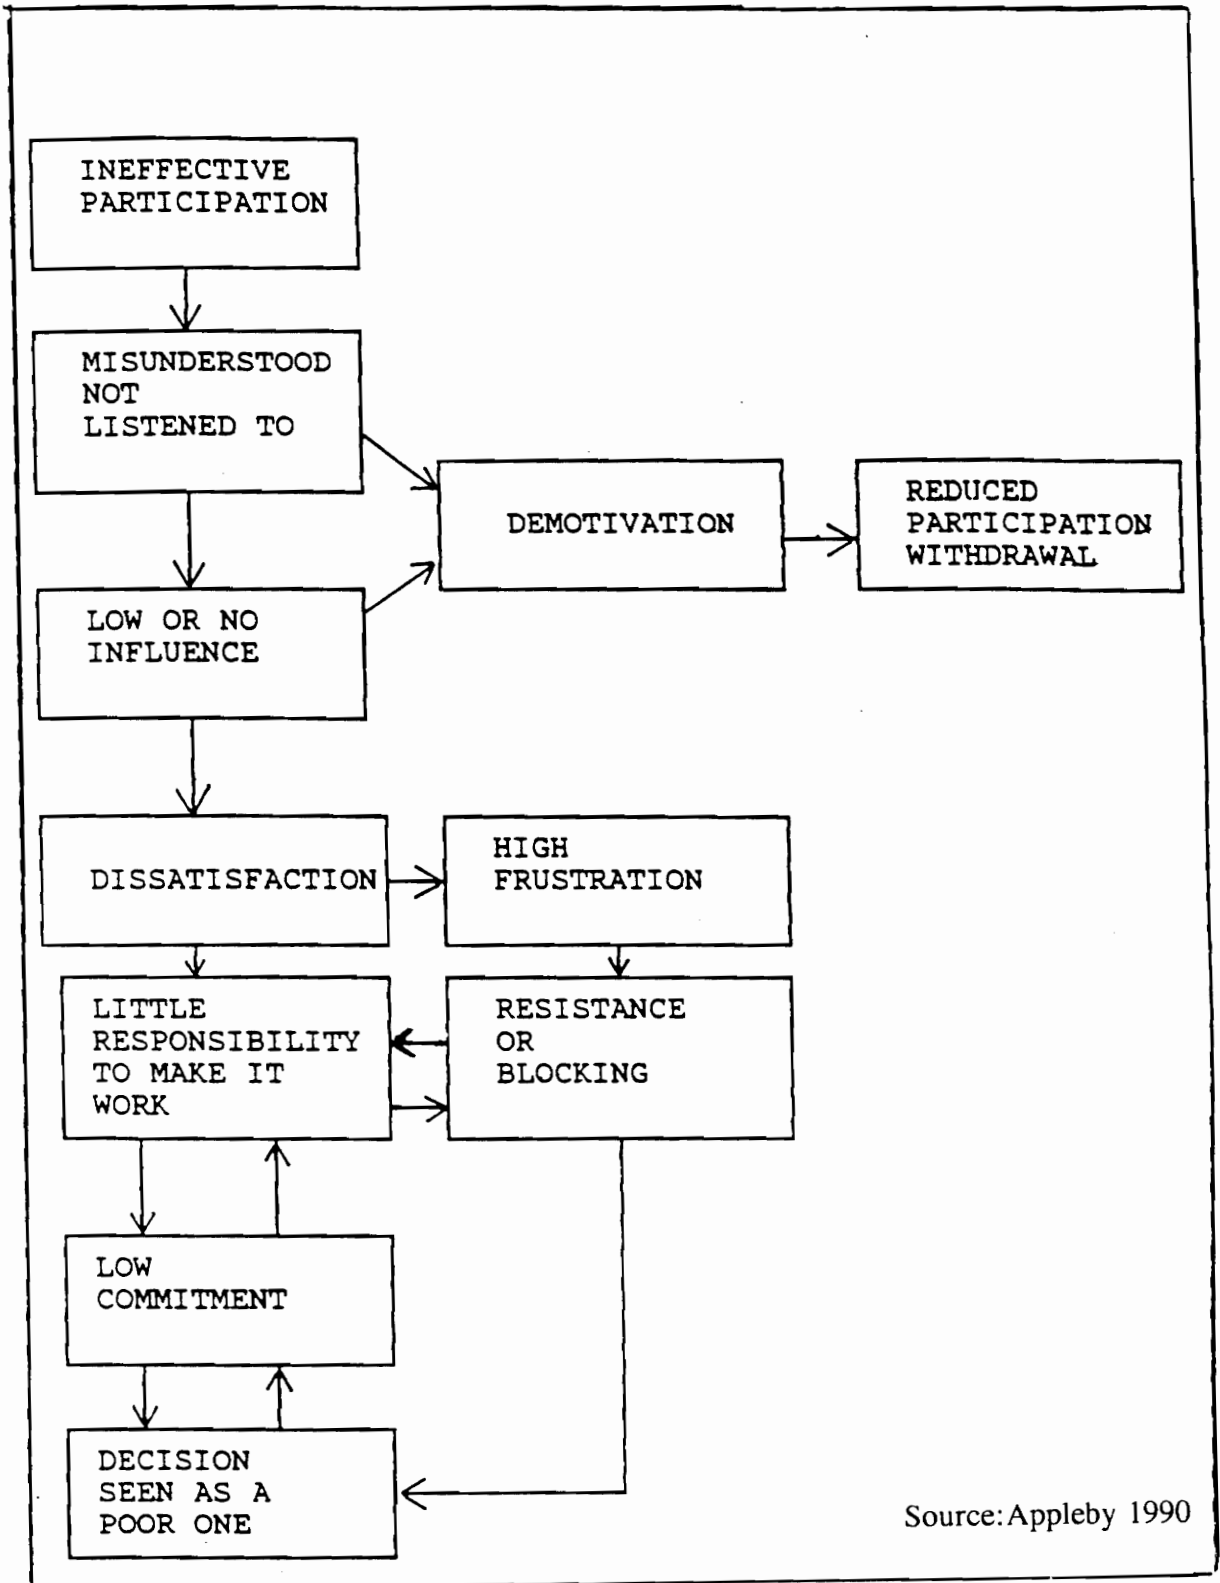 INEFFECTIVE
PARTICIPATION
MISUNDERSTOOD
NOT
LISTENED TO
DEMOTIVATION
REDUCED
PARTICIPATION
WITHDRAWAL
LOW OR NO
INFLUENCE
DISSATISFACTION
HIGH
FRUSTRATION
LITTLE
RESPONSIBILITY
TO MAKE IT
WORK
RESISTANCE
OR
BLOCKING
LOW
COMMITMENT
DECISION
SEEN AS A
POOR ONE
Source:Appleby 1990